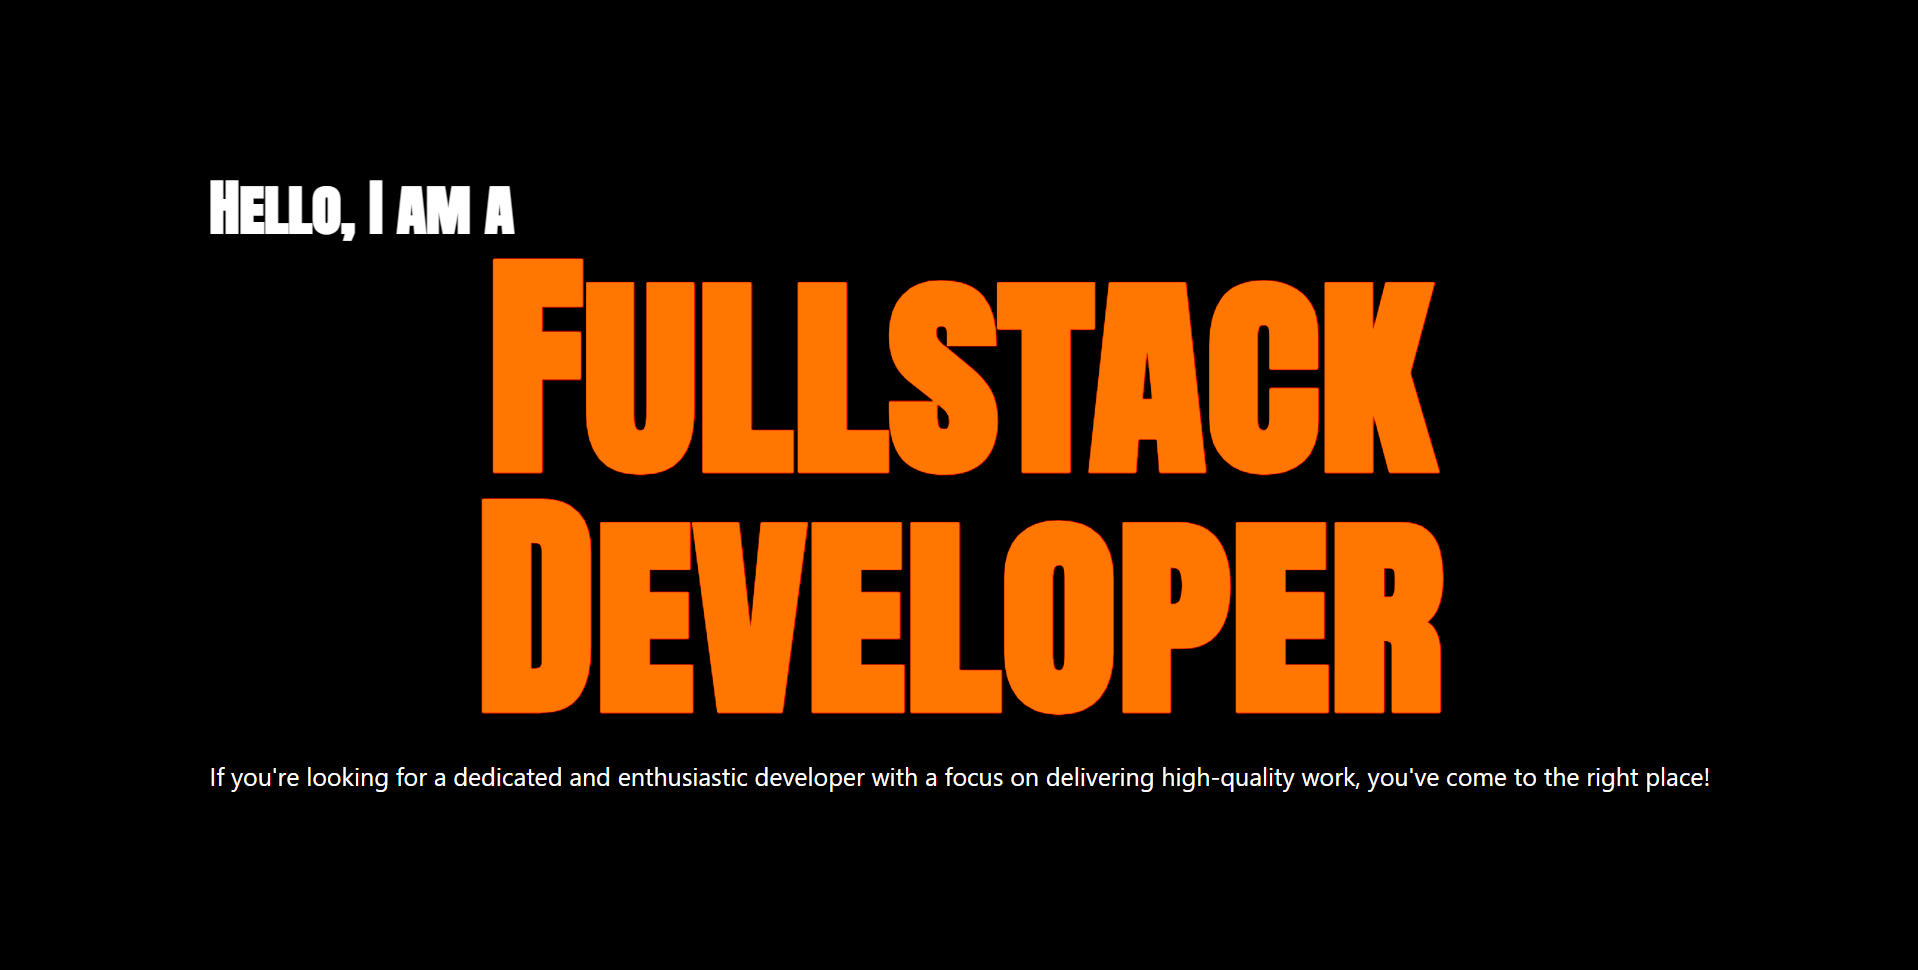 Hello, I am a
Fullstack
Developer
If you're looking for a dedicated and enthusiastic developer with a focus on delivering high-quality work, you've come to the right place!